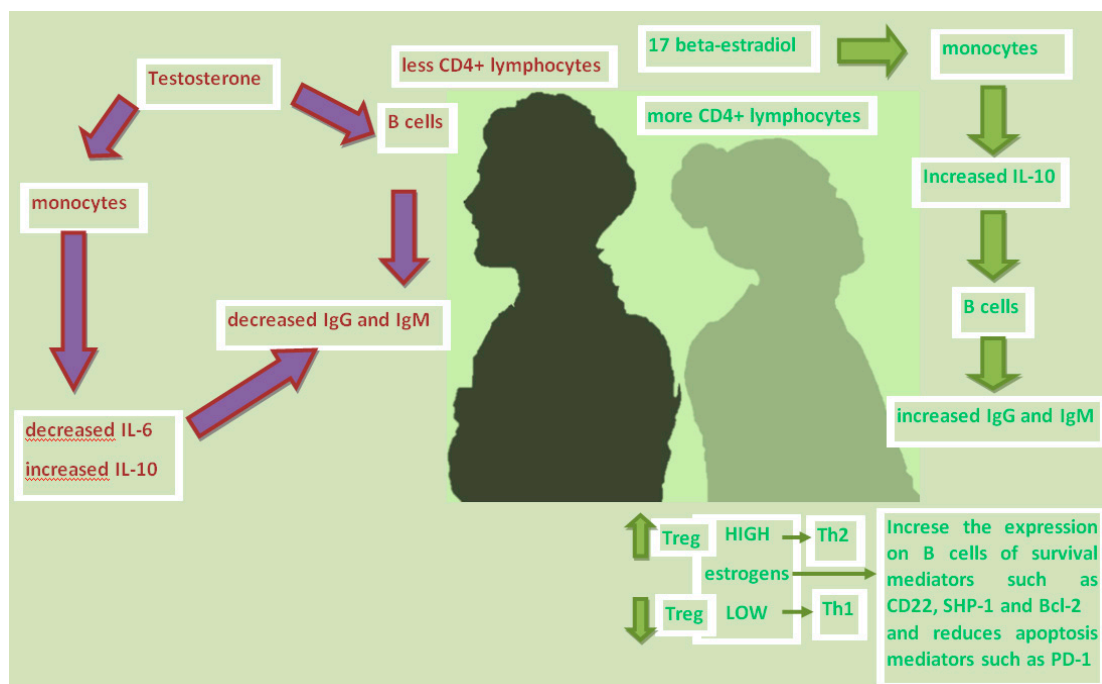 Testosterone
less CD4+ lymphocytes
B cells
monocytes
decreased IgG and IgM
decreased IL-6
increased IL-10
17 beta-estradiol
monocytes
more CD4+ lymphocytes
Increased IL-10
B cells
increased IgG and IgM
Treg HIGH Th2
estrogens
Treg LOW Th1
Increse the expression
on B cells of survival
mediators such as
CD22, SHP-1 and Bcl-2
and reduces apoptosis
mediators such as PD-1